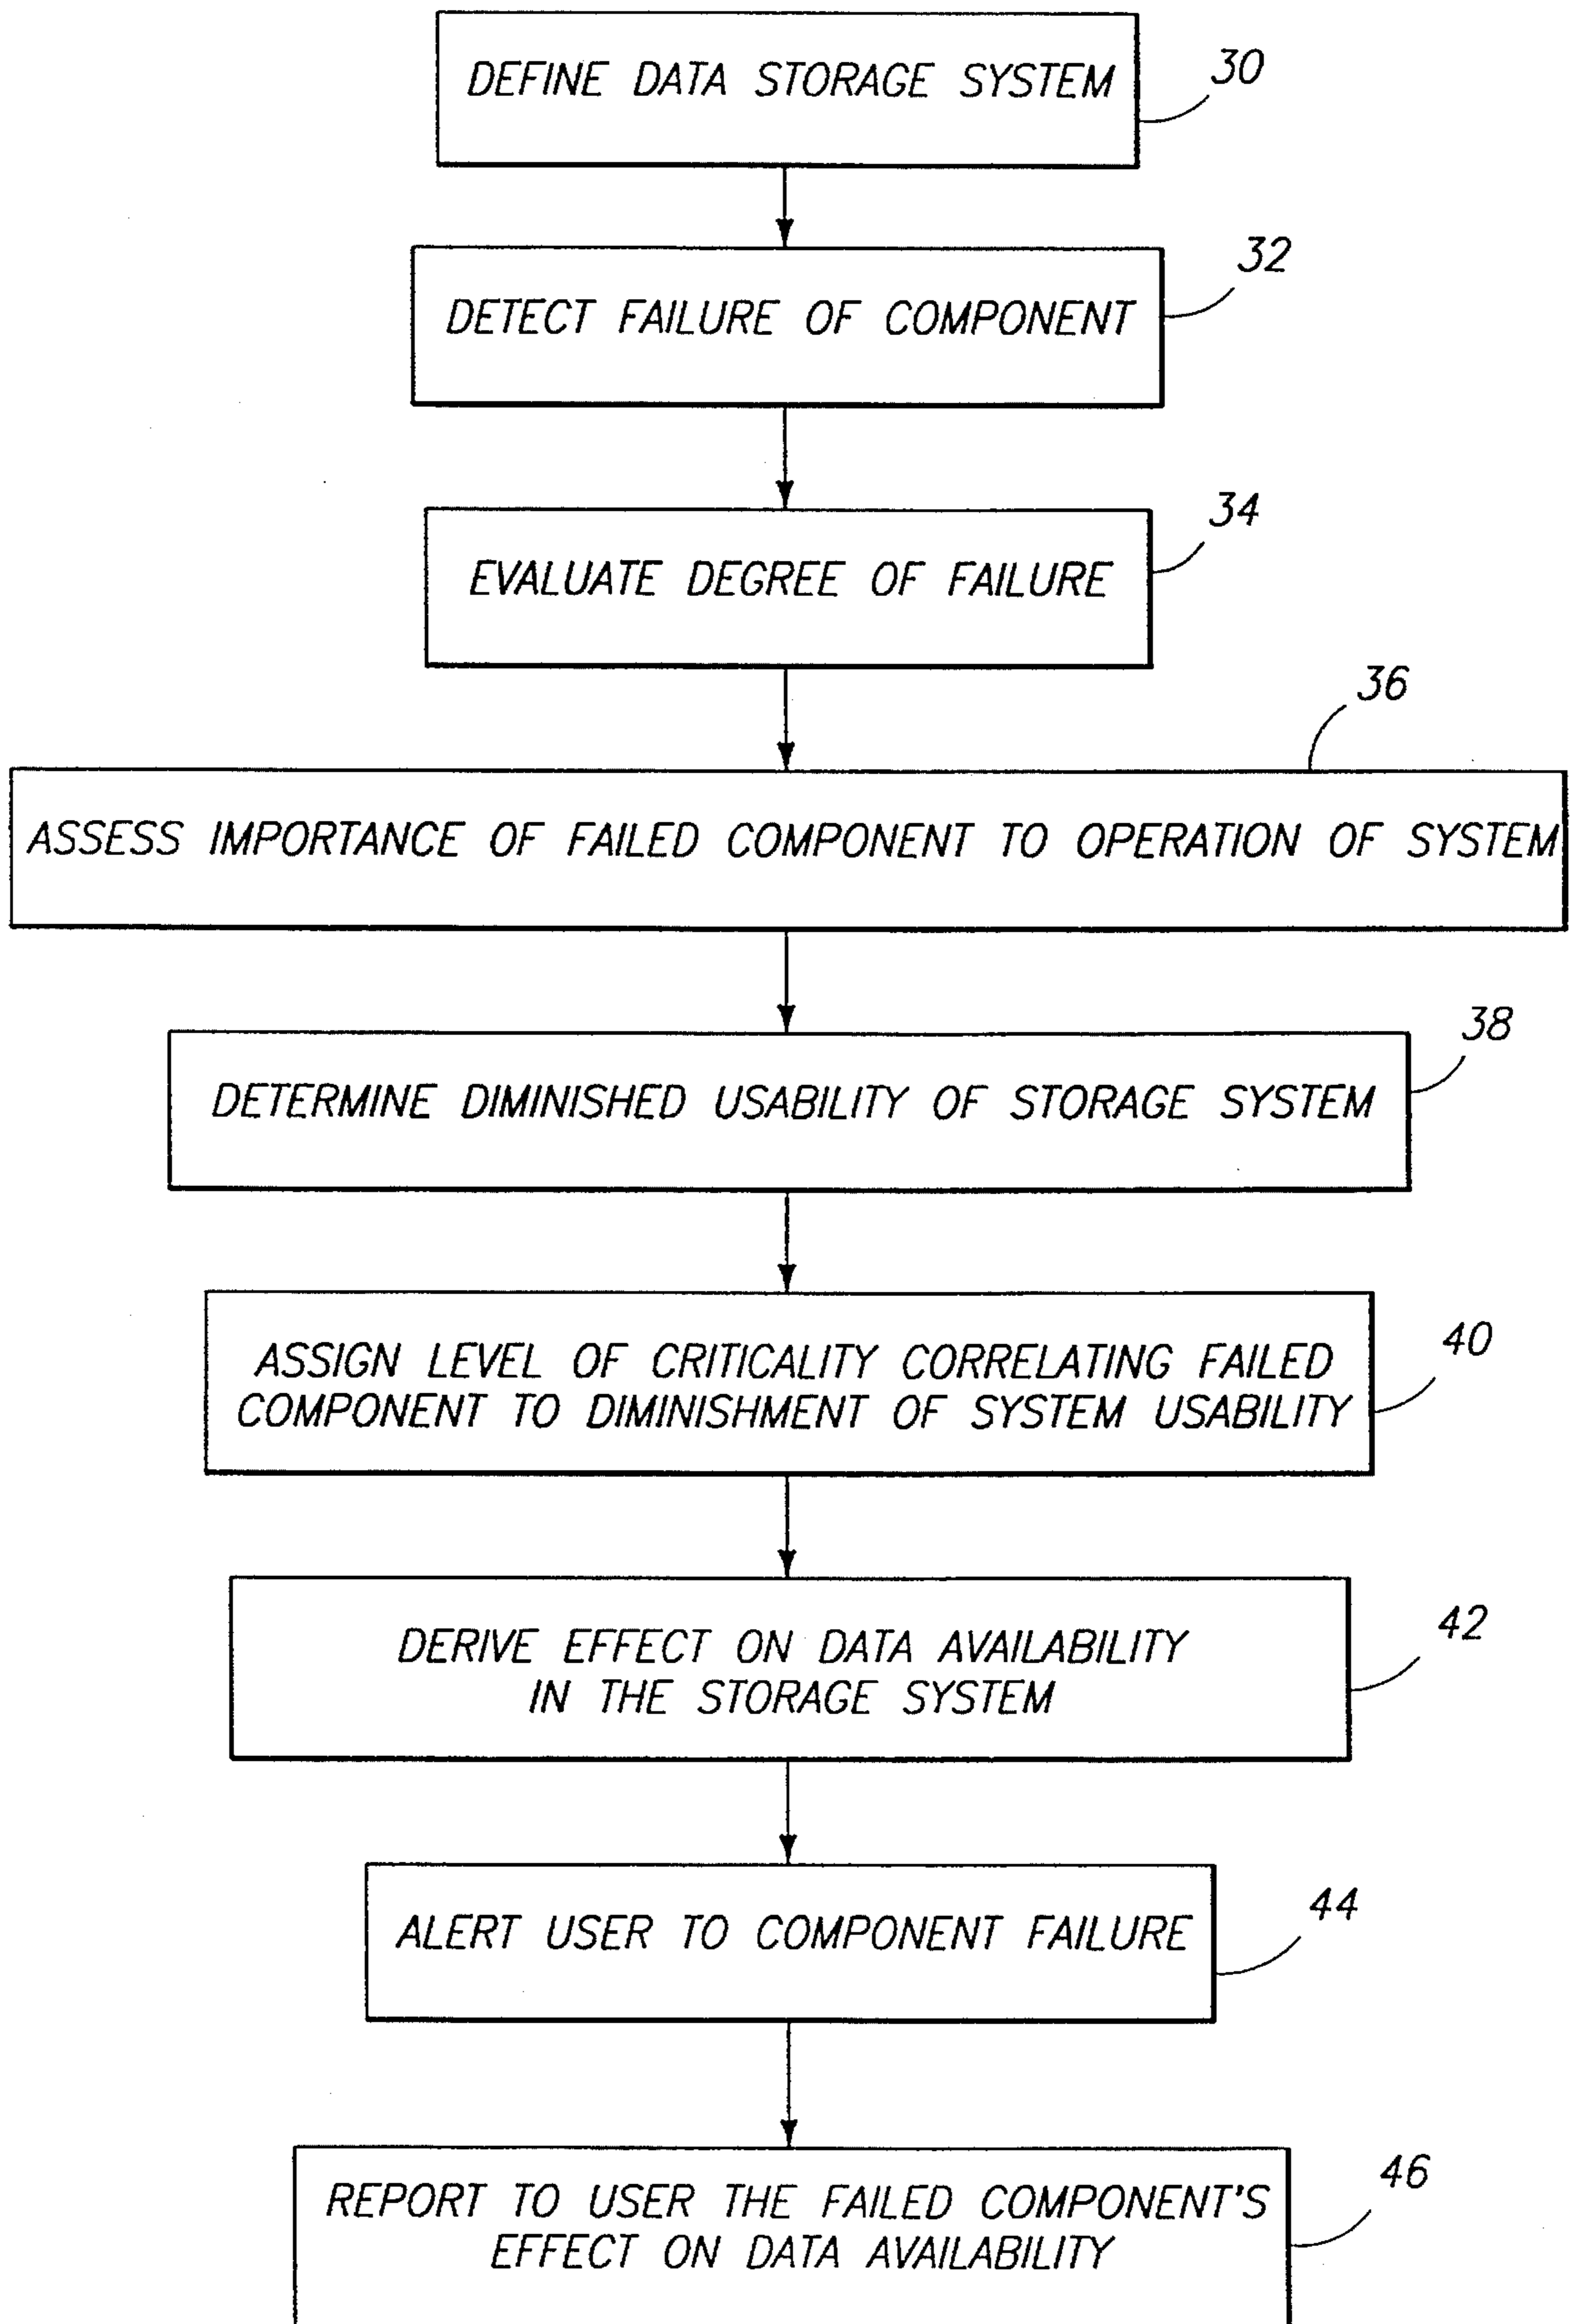 DEFINE DATA STORAGE SYSTEM
30
DETECT FAILURE OF COMPONENT
32
EVALUATE DEGREE OF FAILURE
34
36
ASSESS IMPORTANCE OF FAILED COMPONENT TO OPERATION OF SYSTEM
38
DETERMINE DIMINISHED USABILITY OF STORAGE SYSTEM
ASSIGN LEVEL OF CRITICALITY CORRELATING FAILED
COMPONENT TO DIMINISHMENT OF SYSTEM USABILITY
40
DERIVE EFFECT ON DATA AVAILABILITY
IN THE STORAGE SYSTEM
42
ALERT USER TO COMPONENT FAILURE
44
REPORT TO USER THE FAILED COMPONENT'S
EFFECT ON DATA AVAILABILITY
46